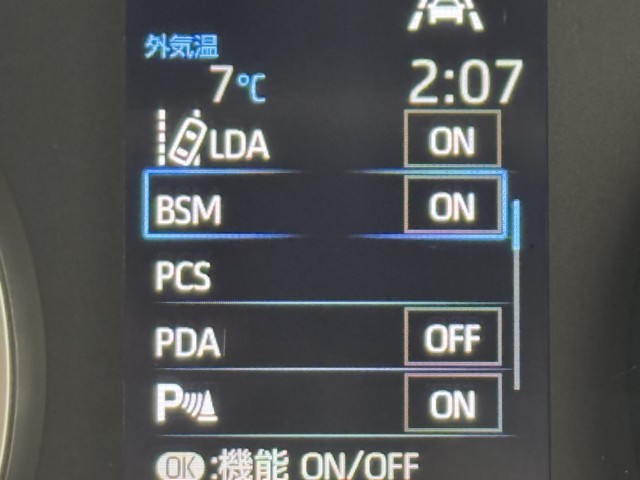 外気温
7℃ 2:07
LDA ON
BSM ON
PCS
PDA OFF
P ON
OK:機能 ON/OFF